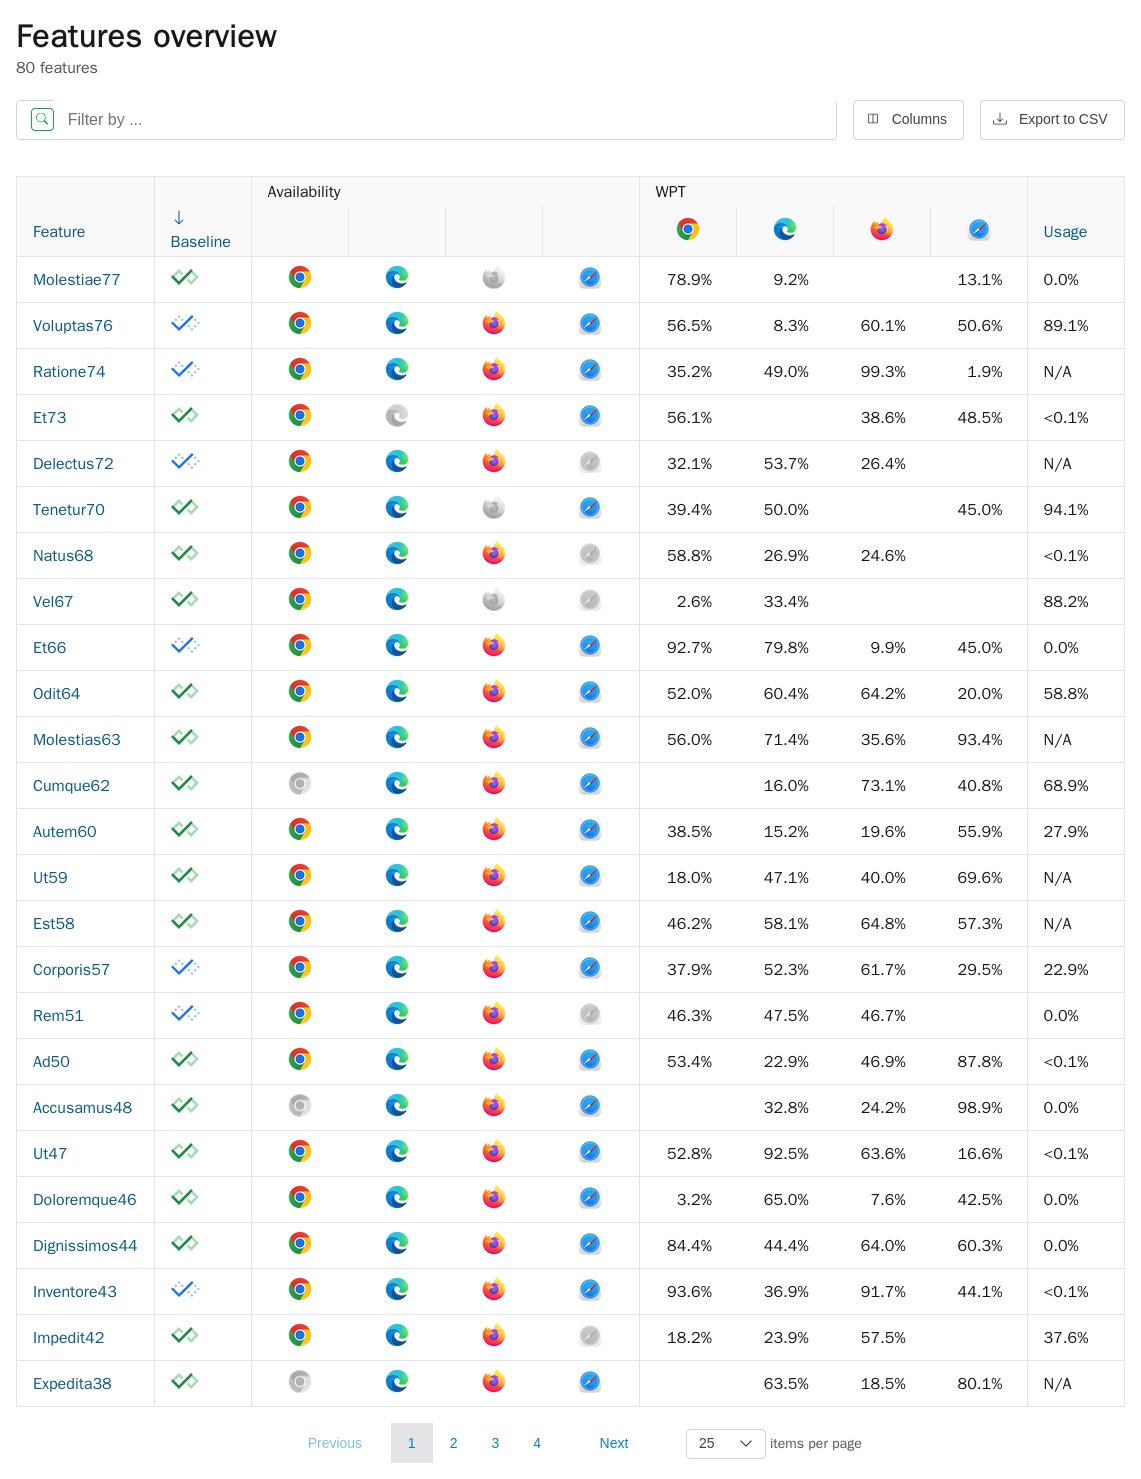 Features overview
80 features
Filter by ...
Columns
Export to CSV
Availability
WPT
Feature
Baseline
Usage
Molestiae77 78.9% 9.2% 13.1% 0.0%
Voluptas76 56.5% 8.3% 60.1% 50.6% 89.1%
Ratione74 35.2% 49.0% 99.3% 1.9% N/A
Et73 56.1% 38.6% 48.5% <0.1%
Delectus72 32.1% 53.7% 26.4% N/A
Tenetur70 39.4% 50.0% 45.0% 94.1%
Natus68 58.8% 26.9% 24.6% <0.1%
Vel67 2.6% 33.4% 88.2%
Et66 92.7% 79.8% 9.9% 45.0% 0.0%
Odit64 52.0% 60.4% 64.2% 20.0% 58.8%
Molestias63 56.0% 71.4% 35.6% 93.4% N/A
Cumque62 16.0% 73.1% 40.8% 68.9%
Autem60 38.5% 15.2% 19.6% 55.9% 27.9%
Ut59 18.0% 47.1% 40.0% 69.6% N/A
Est58 46.2% 58.1% 64.8% 57.3% N/A
Corporis57 37.9% 52.3% 61.7% 29.5% 22.9%
Rem51 46.3% 47.5% 46.7% 0.0%
Ad50 53.4% 22.9% 46.9% 87.8% <0.1%
Accusamus48 32.8% 24.2% 98.9% 0.0%
Ut47 52.8% 92.5% 63.6% 16.6% <0.1%
Doloremque46 3.2% 65.0% 7.6% 42.5% 0.0%
Dignissimos44 84.4% 44.4% 64.0% 60.3% 0.0%
Inventore43 93.6% 36.9% 91.7% 44.1% <0.1%
Impedit42 18.2% 23.9% 57.5% 37.6%
Expedita38 63.5% 18.5% 80.1% N/A
Previous 1 2 3 4 Next 25 items per page